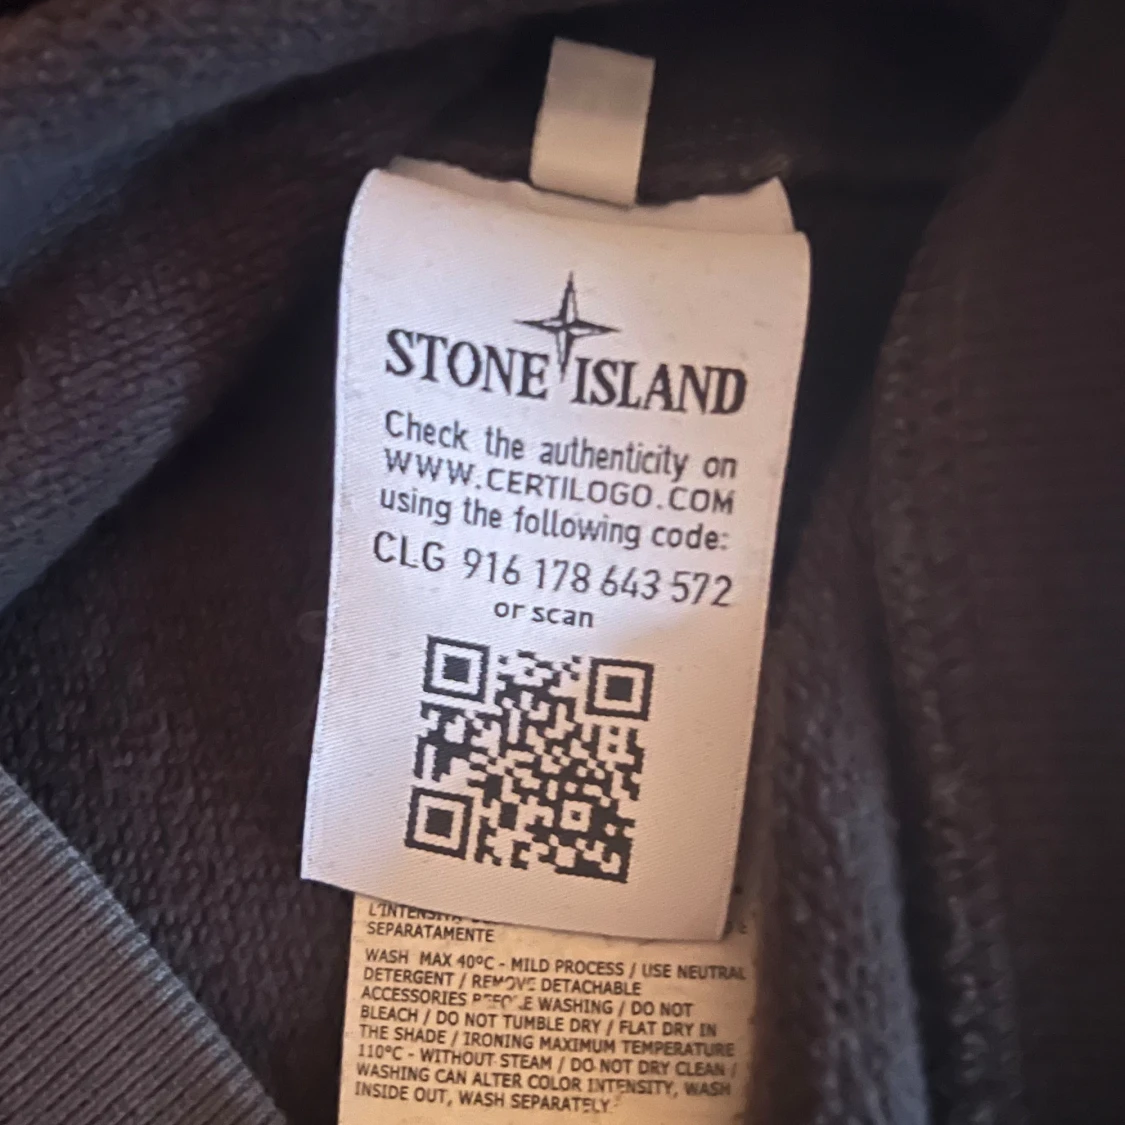 STONE ISLAND
Check the authenticity on
WWW.CERTILOGO.COM
using the following code:
CLG 916 178 643 572
or scan
L'INTENSITÀ
SEPARATAMENTE
WASH MAX 40°C - MILD PROCESS / USE NEUTRAL
DETERGENT / REMOVE DETACHABLE
ACCESSORIES BEFORE WASHING / DO NOT
BLEACH / DO NOT TUMBLE DRY / FLAT DRY IN
THE SHADE / IRONING MAXIMUM TEMPERATURE
110°C - WITHOUT STEAM / DO NOT DRY CLEAN /
WASHING CAN ALTER COLOR INTENSITY, WASH
INSIDE OUT, WASH SEPARATELY